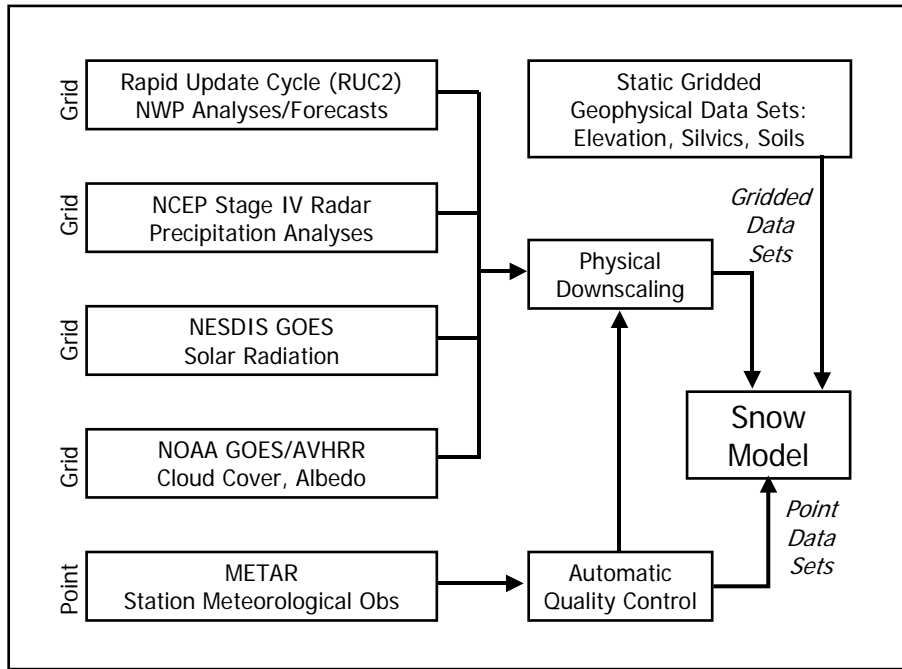 Grid
Rapid Update Cycle (RUC2)
NWP Analyses/Forecasts
Static Gridded
Geophysical Data Sets:
Elevation, Silvics, Soils
Grid
NCEP Stage IV Radar
Precipitation Analyses
Gridded
Data
Sets
Physical
Downscaling
Grid
NESDIS GOES
Solar Radiation
Snow
Model
Grid
NOAA GOES/AVHRR
Cloud Cover, Albedo
Point
Data
Sets
Point
METAR
Station Meteorological Obs
Automatic
Quality Control